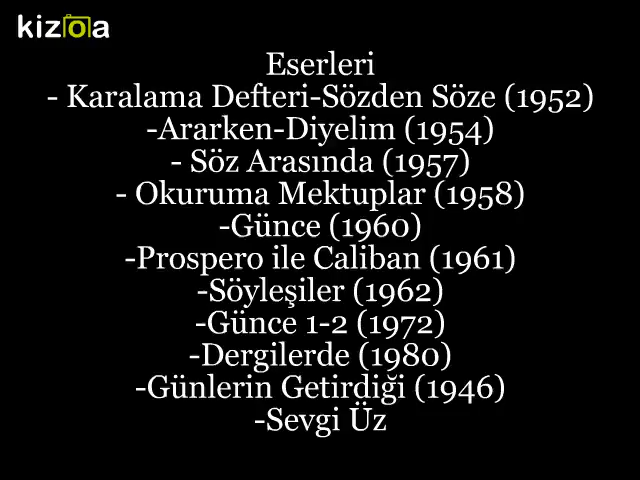 kizoa
Eserleri
- Karalama Defteri-Sözden Söze (1952)
-Ararken-Diyelim (1954)
- Söz Arasında (1957)
- Okuruma Mektuplar (1958)
-Günce (1960)
-Prospero ile Caliban (1961)
-Söyleşiler (1962)
-Günce 1-2 (1972)
-Dergilerde (1980)
-Günlerin Getirdiği (1946)
-Sevgi Üz